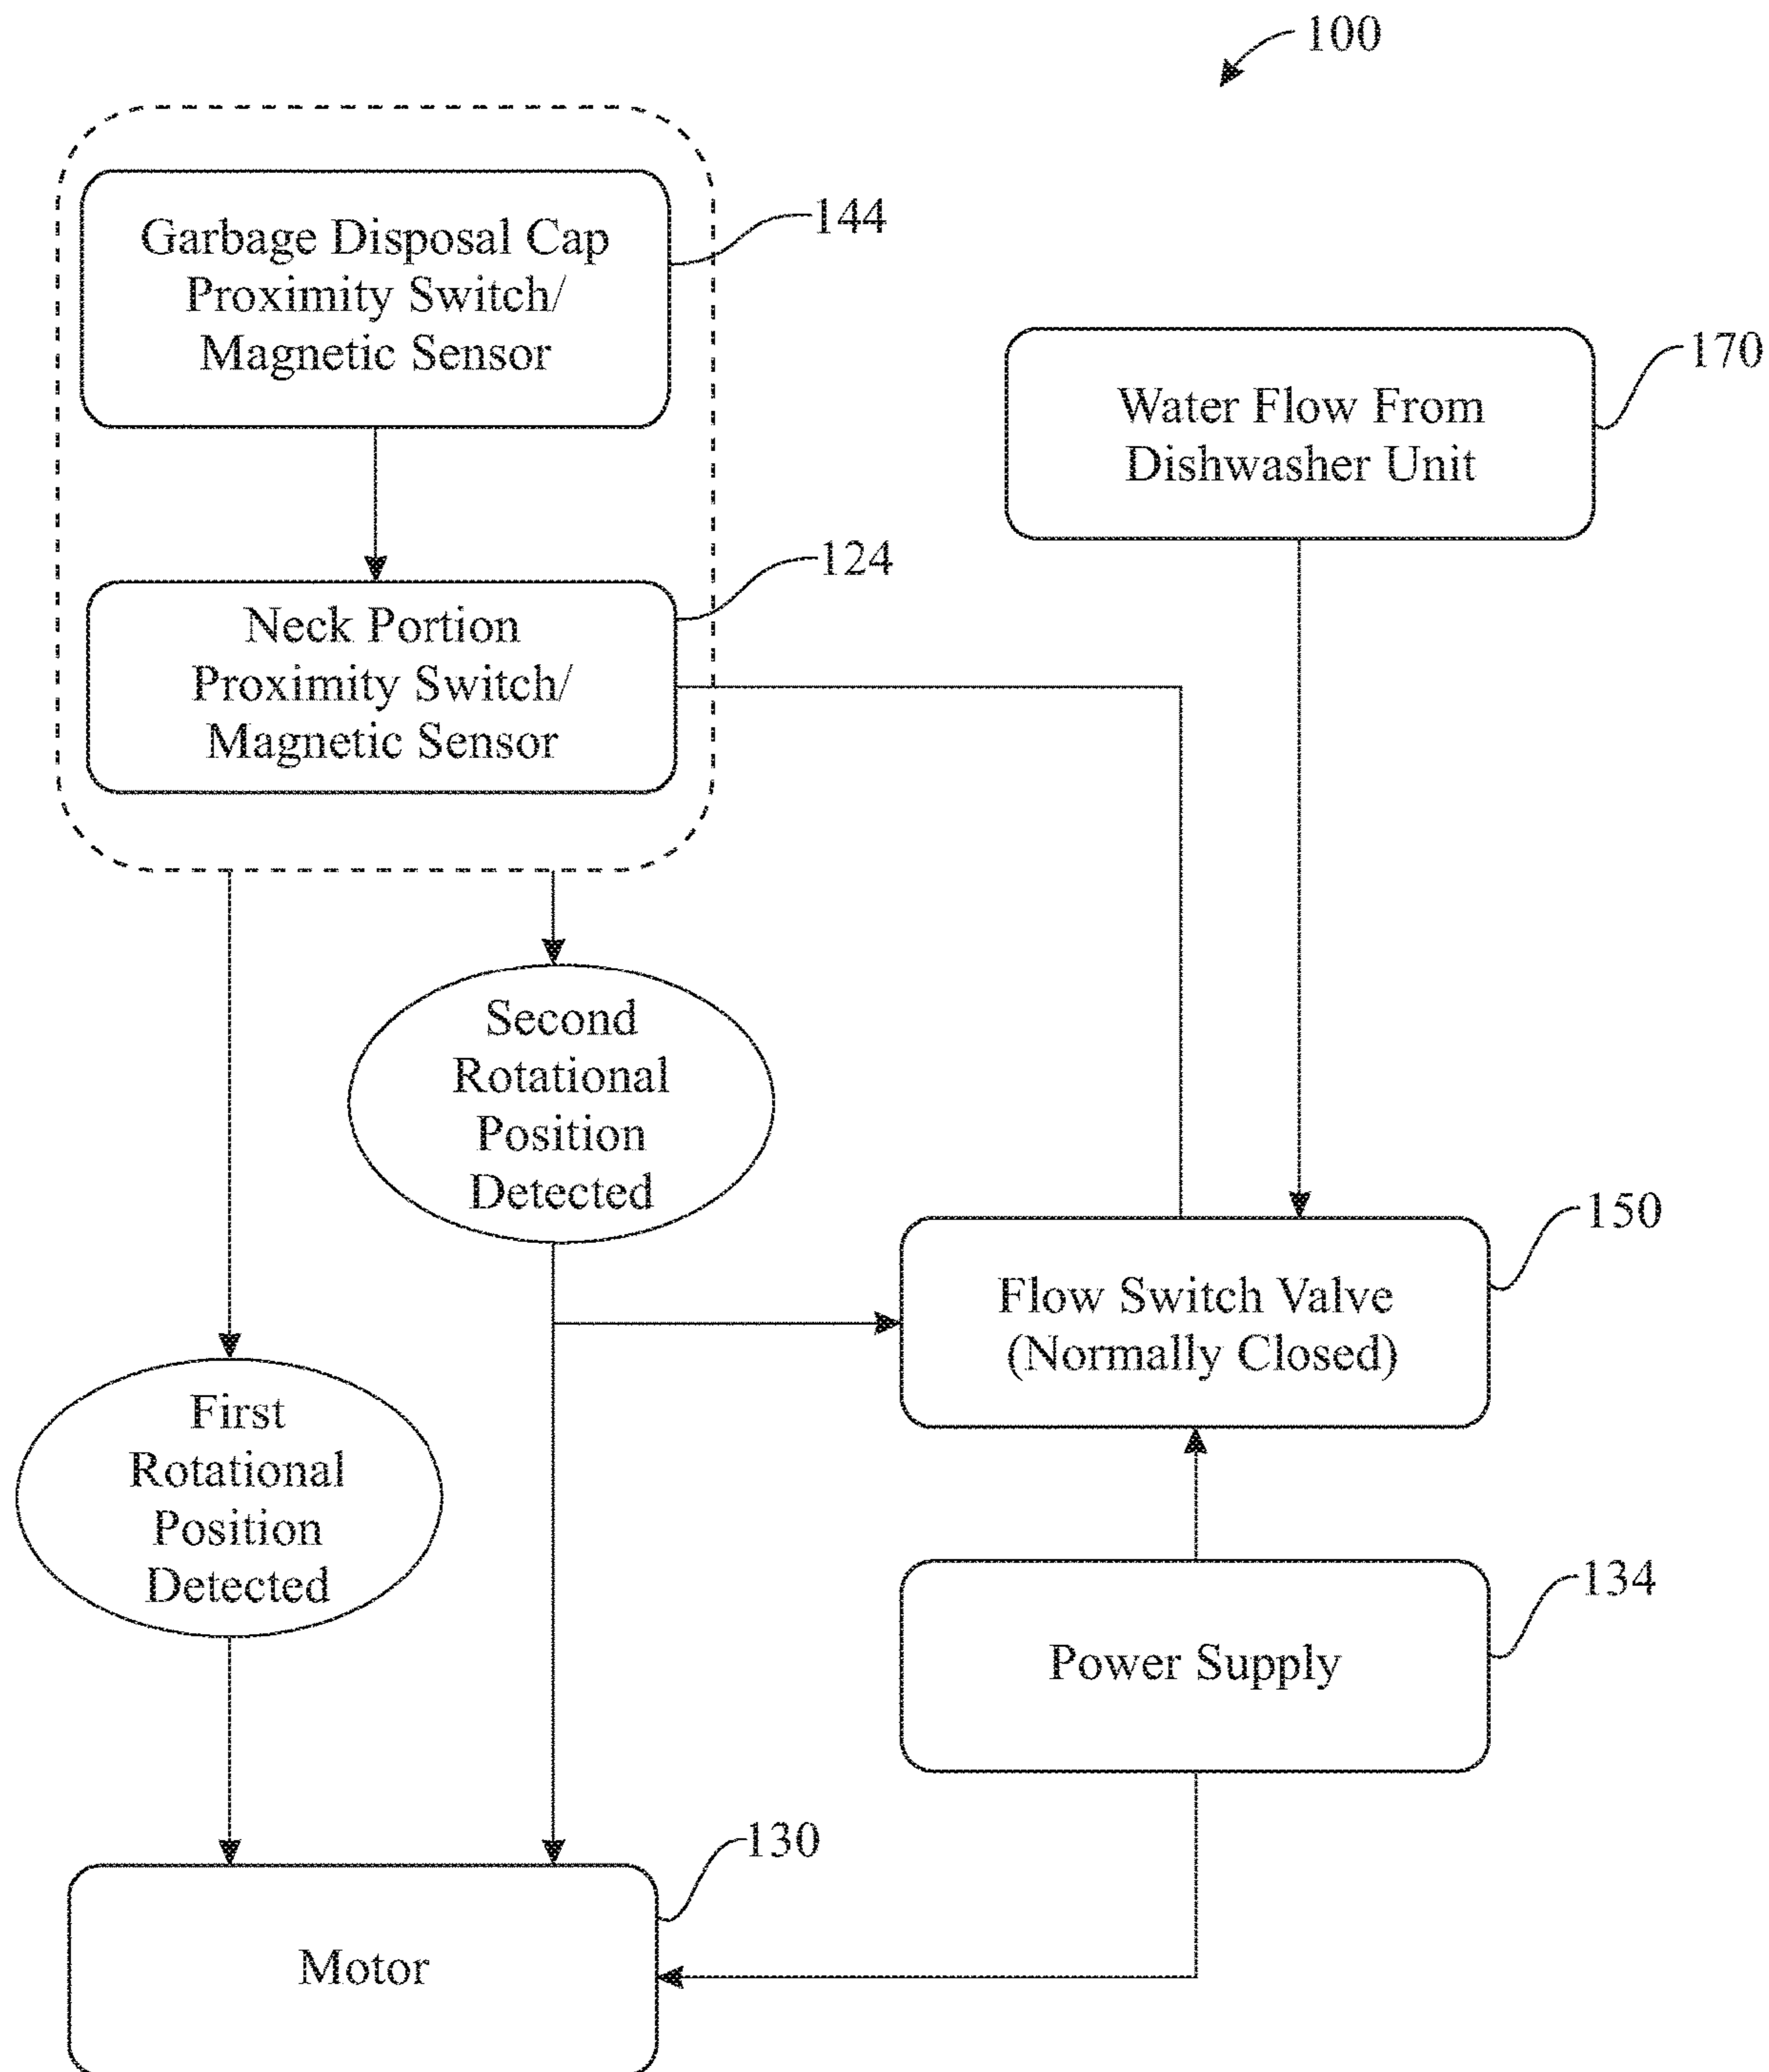 100
Garbage Disposal Cap
Proximity Switch/
Magnetic Sensor
144
Water Flow From
Dishwasher Unit
170
124
Neck Portion
Proximity Switch/
Magnetic Sensor
Second
Rotational
Position
Detected
150
Flow Switch Valve
(Normally Closed)
First
Rotational
Position
Detected
134
Power Supply
130
Motor